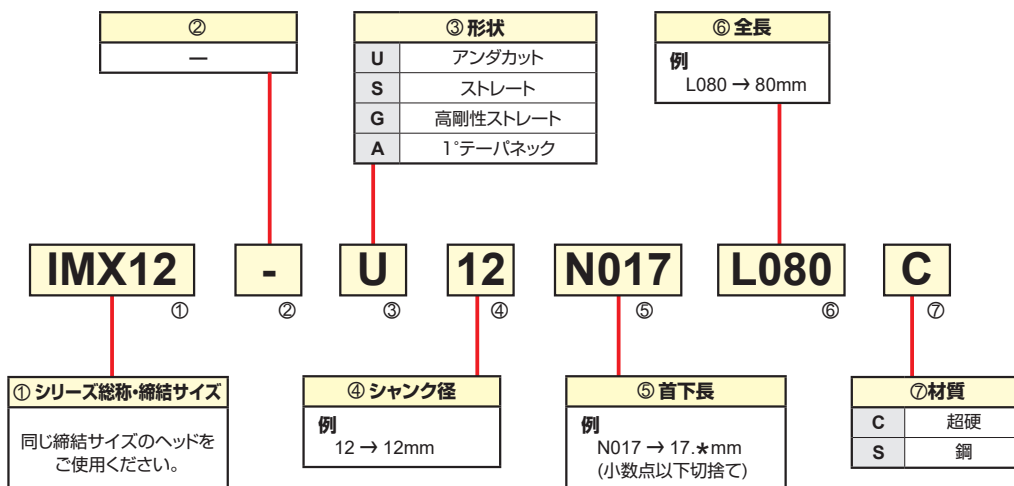 ②
—
③ 形状
U アンダカット
S ストレート
G 高剛性ストレート
A 1°テーパネック
⑥ 全長
例
L080 → 80mm
IMX12 - U 12 N017 L080 C
① ② ③ ④ ⑤ ⑥ ⑦
① シリーズ総称・締結サイズ
同じ締結サイズのヘッドを
ご使用ください。
④ シャンク径
例
12 → 12mm
⑤ 首下長
例
N017 → 17.★mm
(小数点以下切捨て)
⑦材質
C 超硬
S 鋼